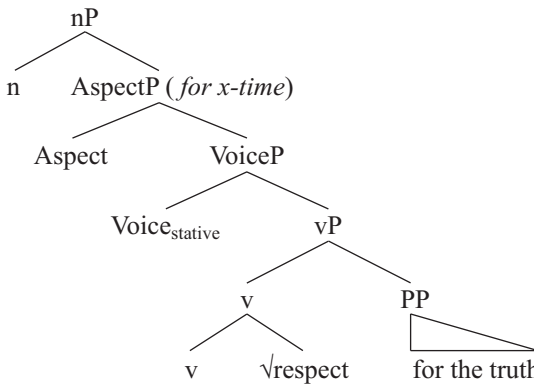 nP
n AspectP (for x-time)
Aspect VoiceP
Voicestative vP
v PP
v √respect for the truth